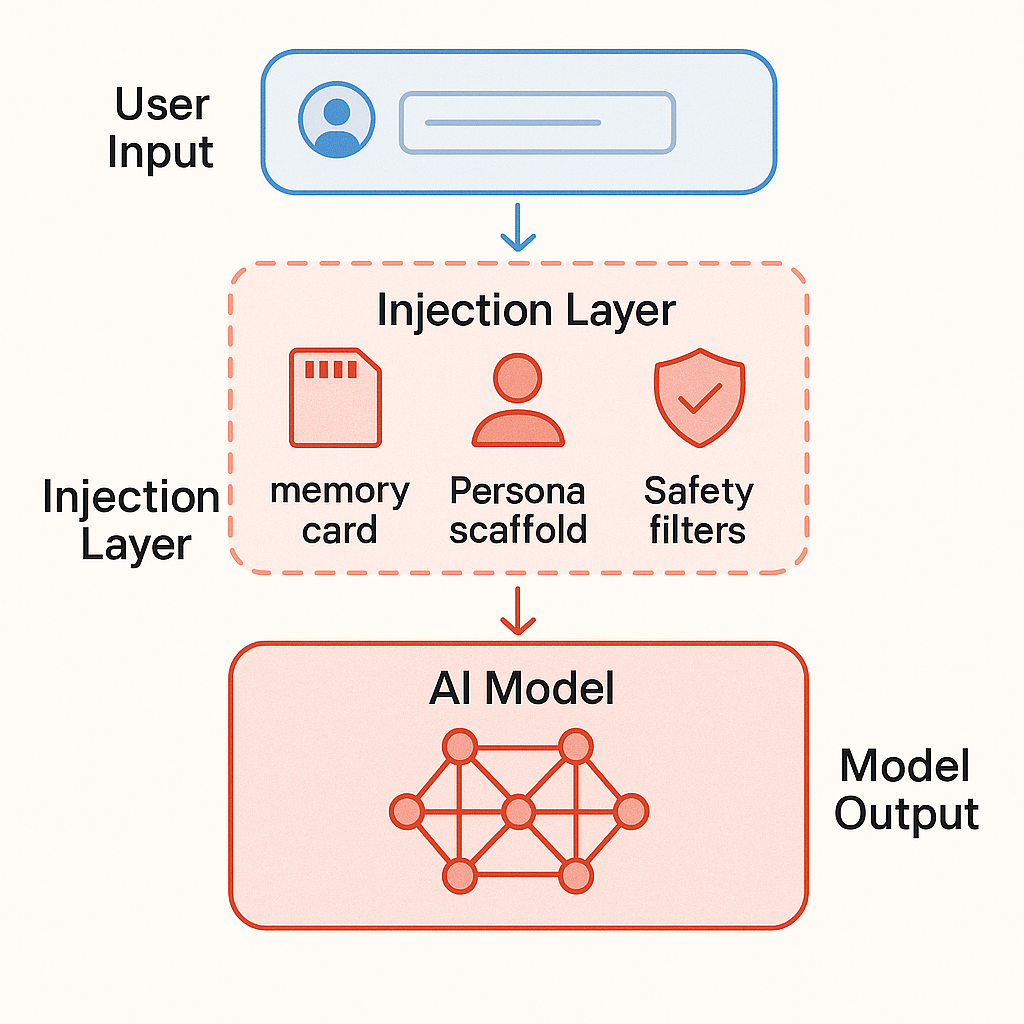 User
Input
Injection Layer
memory
card
Persona
scaffold
Safety
filters
Injection
Layer
AI Model
Model
Output